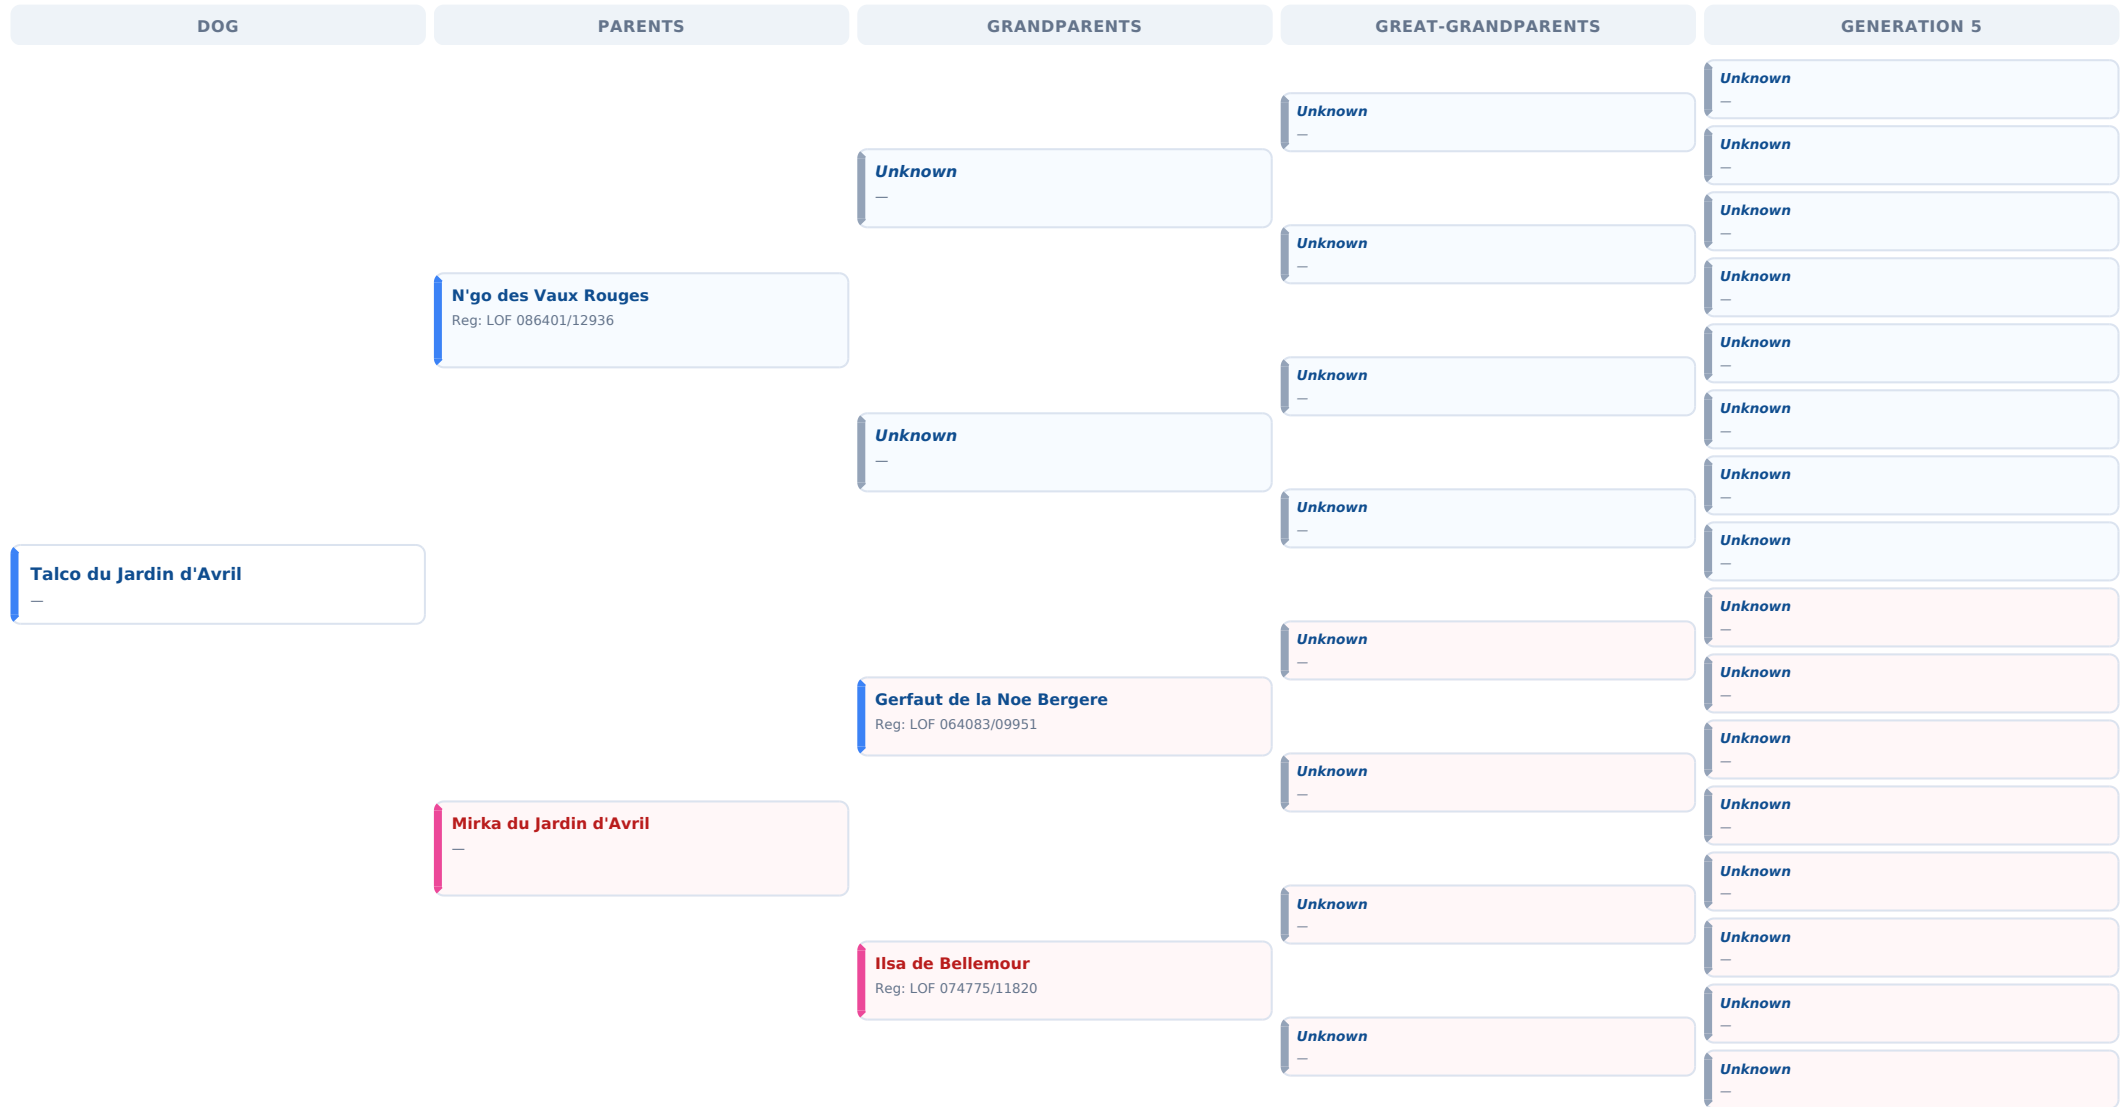 DOG
PARENTS
GRANDPARENTS
GREAT-GRANDPARENTS
GENERATION 5
Talco du Jardin d'Avril
—
N'go des Vaux Rouges
Reg: LOF 086401/12936
Mirka du Jardin d'Avril
—
Unknown
—
Unknown
—
Gerfaut de la Noe Bergere
Reg: LOF 064083/09951
Ilsa de Bellemour
Reg: LOF 074775/11820
Unknown
—
Unknown
—
Unknown
—
Unknown
—
Unknown
—
Unknown
—
Unknown
—
Unknown
—
Unknown
—
Unknown
—
Unknown
—
Unknown
—
Unknown
—
Unknown
—
Unknown
—
Unknown
—
Unknown
—
Unknown
—
Unknown
—
Unknown
—
Unknown
—
Unknown
—
Unknown
—
Unknown
—